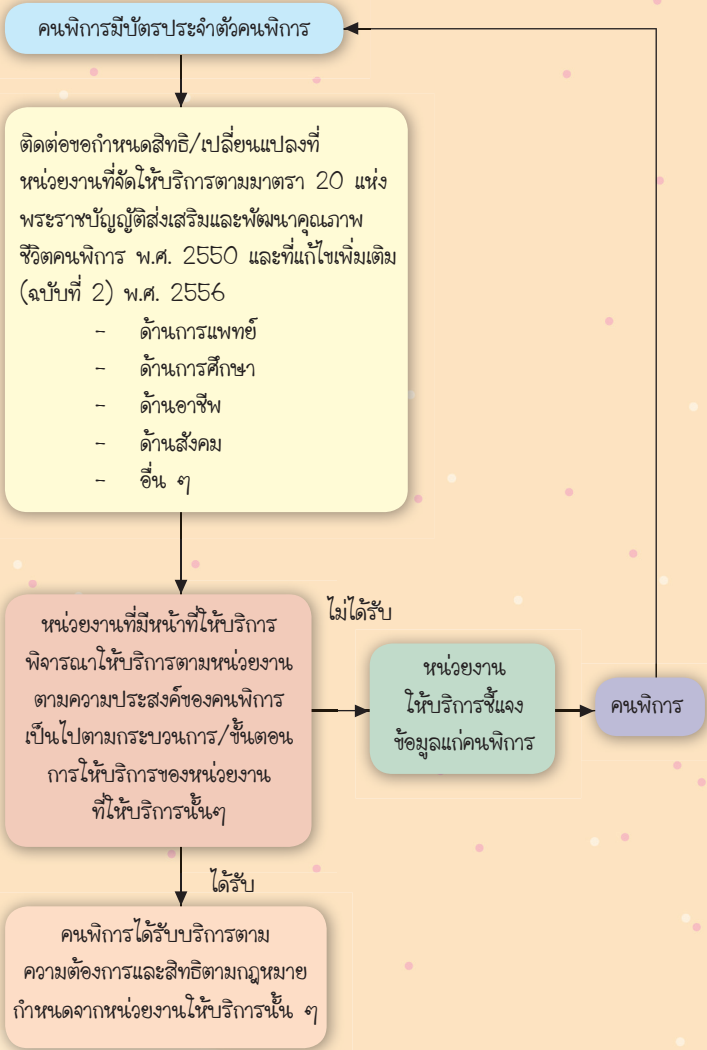 คนพิการมีบัตรประจำตัวคนพิการ
ติดต่อขอกำหนดสิทธิ/เปลี่ยนแปลงที่
หน่วยงานที่จัดให้บริการตามมาตรา 20 แห่ง
พระราชบัญญัติส่งเสริมและพัฒนาคุณภาพ
ชีวิตคนพิการ พ.ศ. 2550 และที่แก้ไขเพิ่มเติม
(ฉบับที่ 2) พ.ศ. 2556
- ด้านการแพทย์
- ด้านการศึกษา
- ด้านอาชีพ
- ด้านสังคม
- อื่น ๆ
หน่วยงานที่มีหน้าที่ให้บริการ
พิจารณาให้บริการตามหน่วยงาน
ตามความประสงค์ของคนพิการ
เป็นไปตามกระบวนการ/ขั้นตอน
การให้บริการของหน่วยงาน
ที่ให้บริการนั้นๆ
ไม่ได้รับ
หน่วยงาน
ให้บริการชี้แจง
ข้อมูลแก่คนพิการ
คนพิการ
ได้รับ
คนพิการได้รับบริการตาม
ความต้องการและสิทธิตามกฎหมาย
กำหนดจากหน่วยงานให้บริการนั้น ๆ